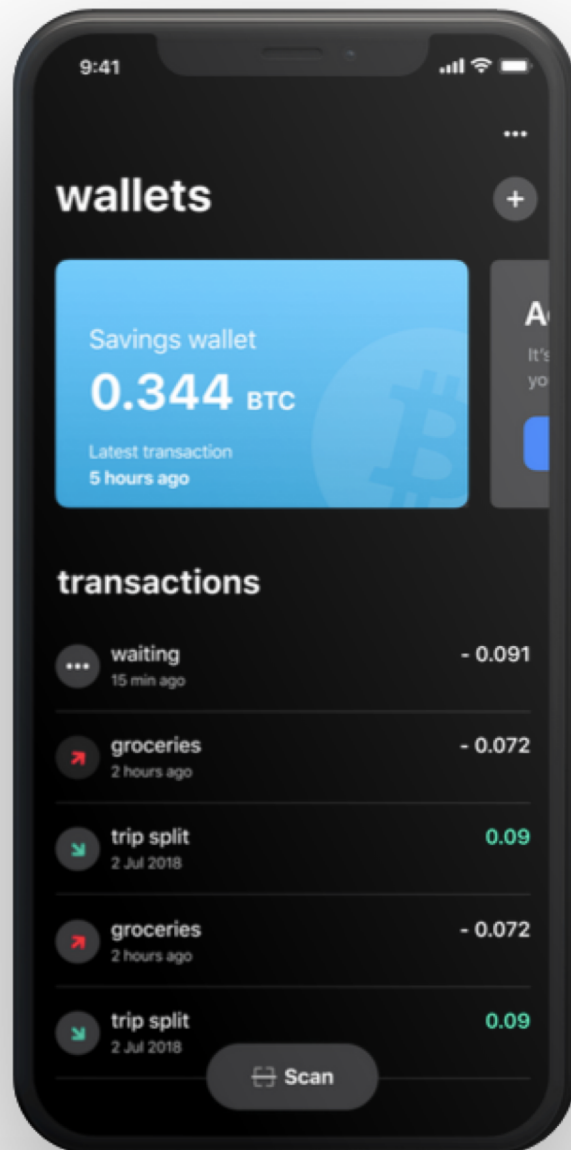 9:41
wallets
Savings wallet
0.344 BTC
Latest transaction
5 hours ago
It's
transactions
waiting
15 min ago
- 0.091
groceries
2 hours ago
- 0.072
trip split
2 Jul 2018
0.09
groceries
2 hours ago
- 0.072
trip split
2 Jul 2018
0.09
Scan